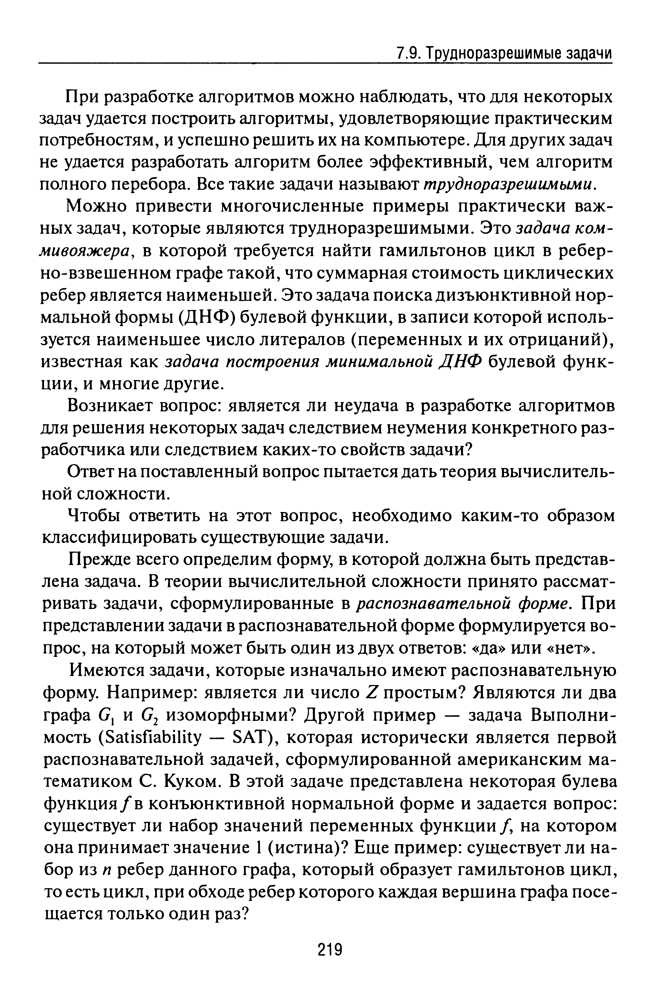 7.9. Трудноразрешимые задачи
При разработке алгоритмов можно наблюдать, что для некоторых
задач удается построить алгоритмы, удовлетворяющие практическим
потребностям, и успешно решить их на компьютере. Для других задач
не удается разработать алгоритм более эффективный, чем алгоритм
полного перебора. Все такие задачи называют трудноразрешимыми.
Можно привести многочисленные примеры практически важ-
ных задач, которые являются трудноразрешимыми. Это задача ком-
мивояжера, в которой требуется найти гамильтонов цикл в ребер-
но-взвешенном графе такой, что суммарная стоимость циклических
ребер является наименьшей. Это задача поиска дизъюнктивной нор-
мальной формы (ДНФ) булевой функции, в записи которой исполь-
зуется наименьшее число литералов (переменных и их отрицаний),
известная как задача построения минимальной ДНФ булевой функ-
ции, и многие другие.
Возникает вопрос: является ли неудача в разработке алгоритмов
для решения некоторых задач следствием неумения конкретного раз-
работчика или следствием каких-то свойств задачи?
Ответ на поставленный вопрос пытается дать теория вычислитель-
ной сложности.
Чтобы ответить на этот вопрос, необходимо каким-то образом
классифицировать существующие задачи.
Прежде всего определим форму, в которой должна быть представ-
лена задача. В теории вычислительной сложности принято рассмат-
ривать задачи, сформулированные в распознавательной форме. При
представлении задачи в распознавательной форме формулируется во-
прос, на который может быть один из двух ответов: «да» или «нет».
Имеются задачи, которые изначально имеют распознавательную
форму. Например: является ли число Z простым? Являются ли два
графа G₁ и G₂ изоморфными? Другой пример — задача Выполни-
мость (Satisfiability — SAT), которая исторически является первой
распознавательной задачей, сформулированной американским ма-
тематиком С. Куком. В этой задаче представлена некоторая булева
функция f в конъюнктивной нормальной форме и задается вопрос:
существует ли набор значений переменных функции f, на котором
она принимает значение 1 (истина)? Еще пример: существует ли на-
бор из n ребер данного графа, который образует гамильтонов цикл,
то есть цикл, при обходе ребер которого каждая вершина графа посе-
щается только один раз?
219